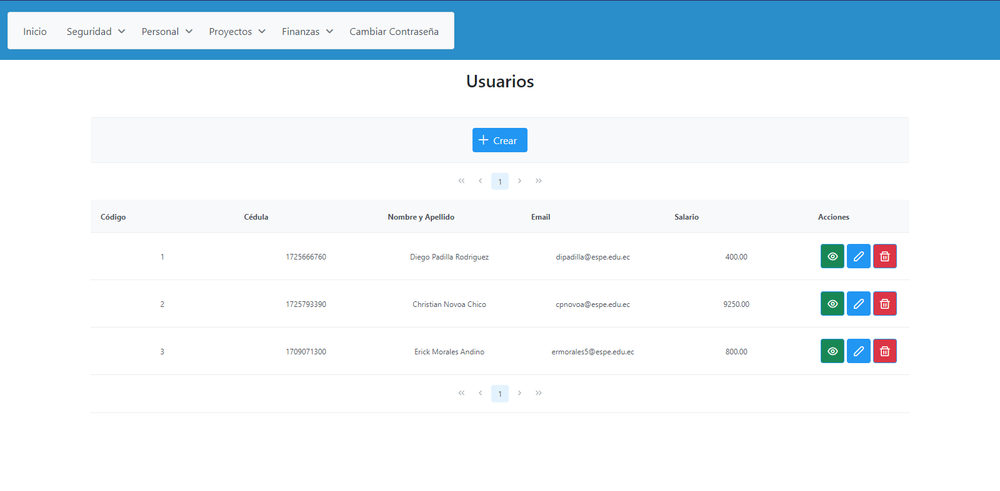 Inicio Seguridad Personal Proyectos Finanzas Cambiar Contraseña
Usuarios
Crear
1
Código Cédula Nombre y Apellido Email Salario Acciones
1 1725666760 Diego Padilla Rodriguez dipadilla@espe.edu.ec 400.00
2 1725793390 Christian Novoa Chico cpnovoa@espe.edu.ec 9250.00
3 1709071300 Erick Morales Andino ermorales5@espe.edu.ec 800.00
1